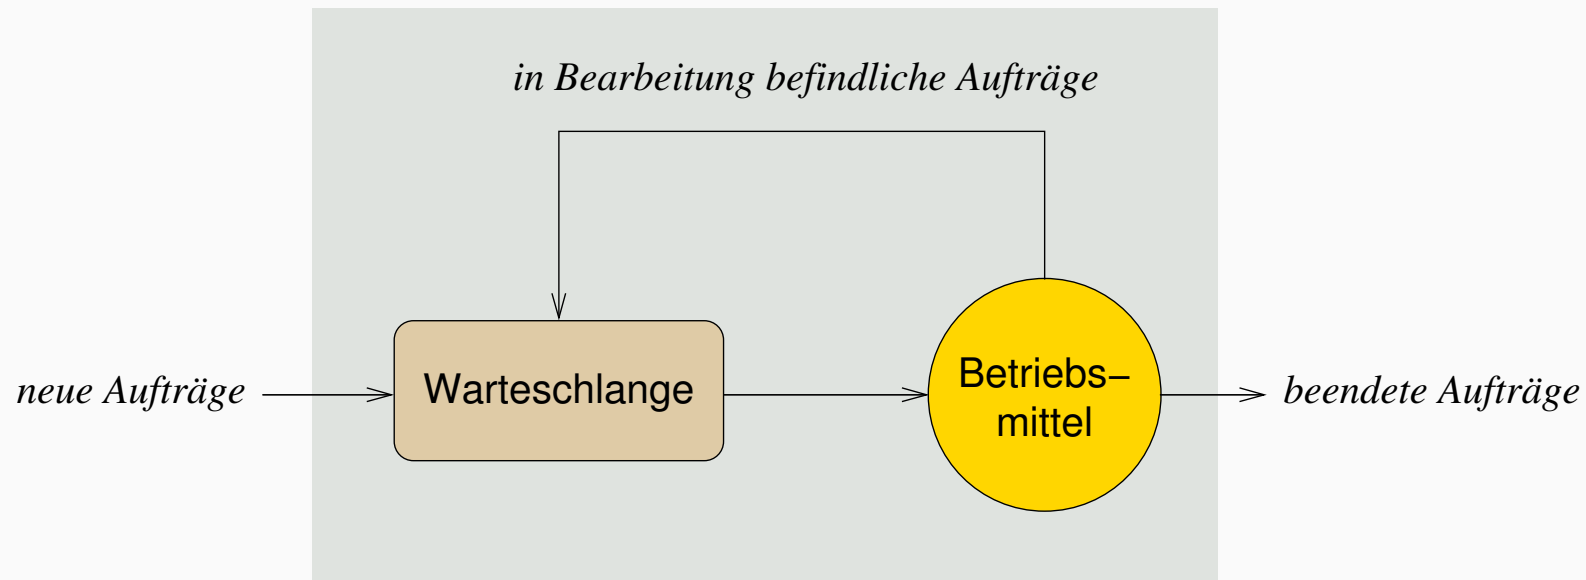 in Bearbeitung befindliche Aufträge
neue Aufträge
Warteschlange
Betriebs–
mittel
beendete Aufträge